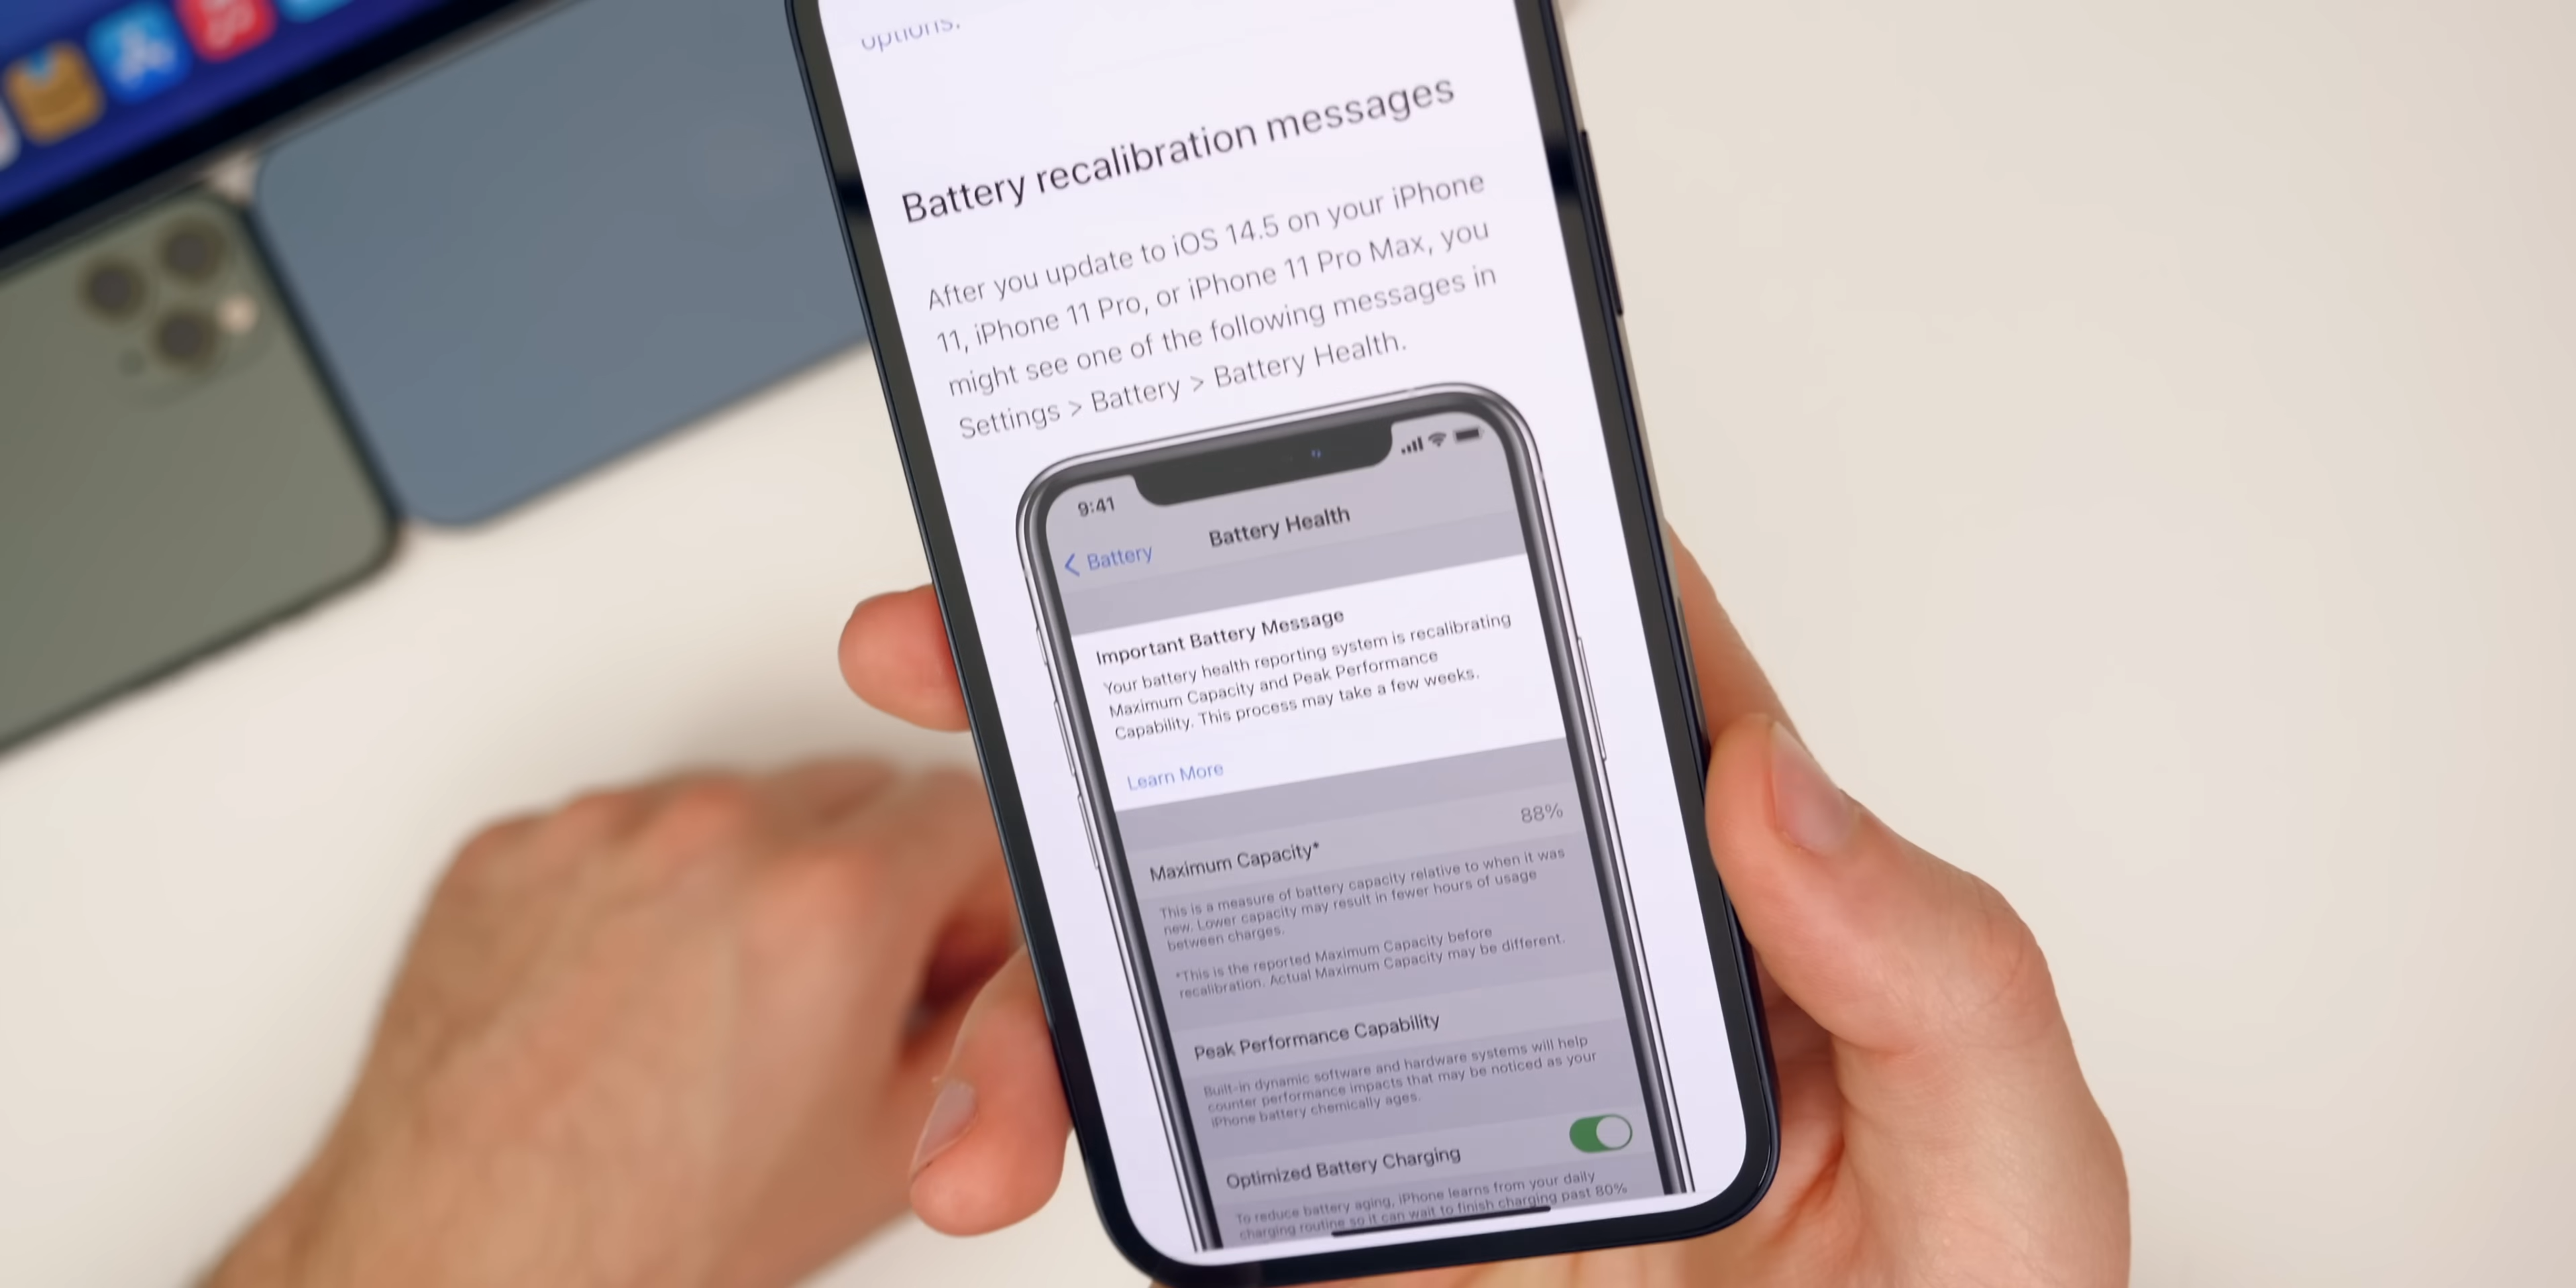 options.
Battery recalibration messages
After you update to iOS 14.5 on your iPhone
11, iPhone 11 Pro, or iPhone 11 Pro Max, you
might see one of the following messages in
Settings > Battery > Battery Health.
9:41
Battery
Battery Health
Important Battery Message
Your battery health reporting system is recalibrating
Maximum Capacity and Peak Performance
Capability. This process may take a few weeks.
Learn More
Maximum Capacity* 88%
This is a measure of battery capacity relative to when it was
new. Lower capacity may result in fewer hours of usage
between charges.
*This is the reported Maximum Capacity before
recalibration. Actual Maximum Capacity may be different.
Peak Performance Capability
Built-in dynamic software and hardware systems will help
counter performance impacts that may be noticed as your
iPhone battery chemically ages.
Optimized Battery Charging
To reduce battery aging, iPhone learns from your daily
charging routine so it can wait to finish charging past 80%